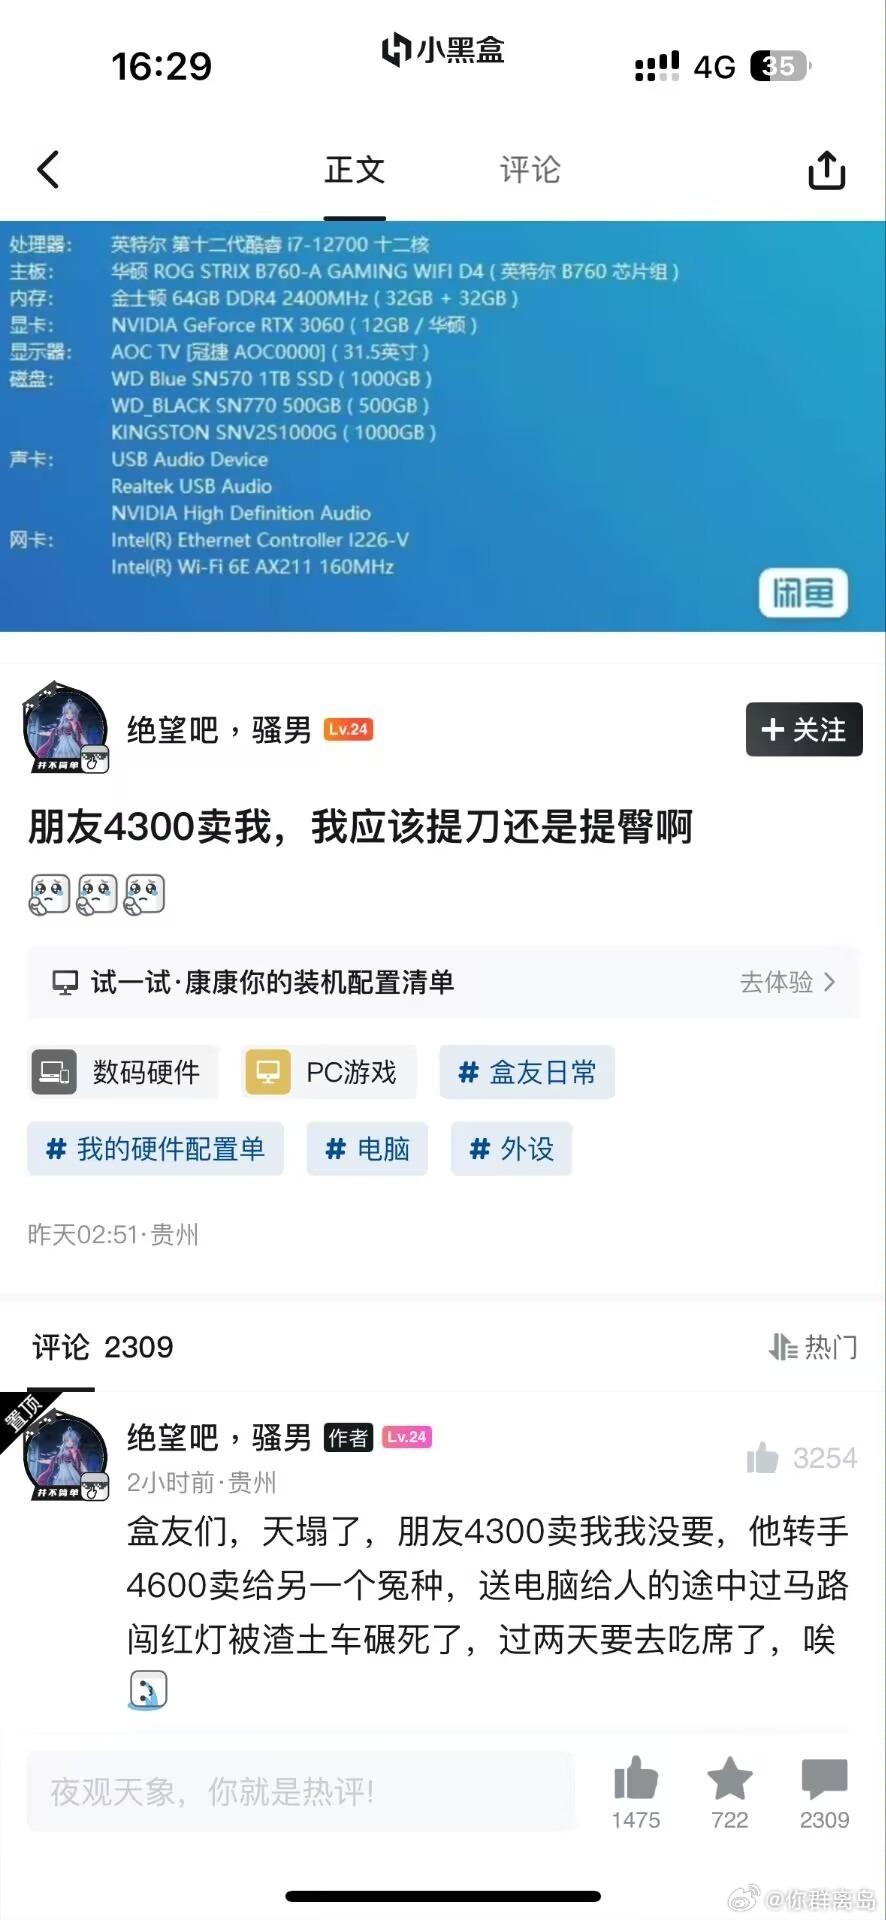 16:29
小黑盒
4G
35
正文
评论
处理器: 英特尔 第十二代酷睿 i7-12700 十二核
主板: 华硕 ROG STRIX B760-A GAMING WIFI D4 ( 英特尔 B760 芯片组 )
内存: 金士顿 64GB DDR4 2400MHz ( 32GB + 32GB )
显卡: NVIDIA GeForce RTX 3060 ( 12GB / 华硕 )
显示器: AOC TV [冠捷 AOC0000] ( 31.5英寸 )
磁盘: WD Blue SN570 1TB SSD ( 1000GB )
WD_BLACK SN770 500GB ( 500GB )
KINGSTON SNV2S1000G ( 1000GB )
声卡: USB Audio Device
Realtek USB Audio
NVIDIA High Definition Audio
网卡: Intel(R) Ethernet Controller I226-V
Intel(R) Wi-Fi 6E AX211 160MHz
闲鱼
并不简单
绝望吧，骚男 Lv.24
+ 关注
朋友4300卖我，我应该提刀还是提臀啊
试一试·康康你的装机配置清单
去体验
数码硬件
PC游戏
# 盒友日常
# 我的硬件配置单
# 电脑
# 外设
昨天02:51·贵州
评论 2309
热门
置顶
并不简单
绝望吧，骚男 作者 Lv.24
3254
2小时前·贵州
盒友们，天塌了，朋友4300卖我我没要，他转手
4600卖给另一个冤种，送电脑给人的途中过马路
闯红灯被渣土车碾死了，过两天要去吃席了，唉
夜观天象，你就是热评!
1475
722
2309
@你群离岛